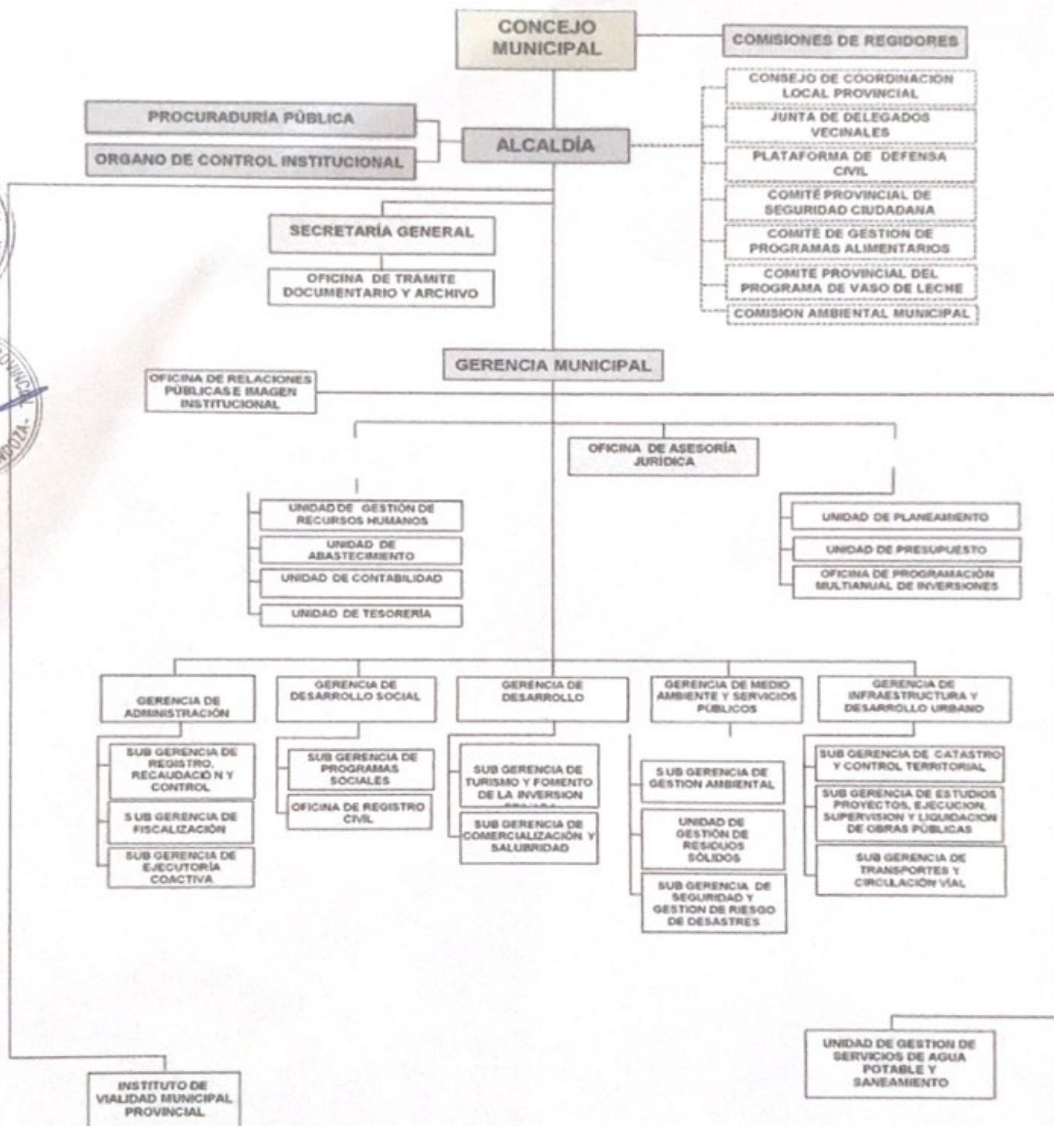 CONCEJO
MUNICIPAL
COMISIONES DE REGIDORES
CONSEJO DE COORDINACIÓN
LOCAL PROVINCIAL
JUNTA DE DELEGADOS
VECINALES
PLATAFORMA DE DEFENSA
CIVIL
COMITÉ PROVINCIAL DE
SEGURIDAD CIUDADANA
COMITÉ DE GESTION DE
PROGRAMAS ALIMENTARIOS
COMITE PROVINCIAL DEL
PROGRAMA DE VASO DE LECHE
COMISION AMBIENTAL MUNICIPAL
PROCURADURÍA PÚBLICA
ORGANO DE CONTROL INSTITUCIONAL
ALCALDÍA
SECRETARÍA GENERAL
OFICINA DE TRAMITE
DOCUMENTARIO Y ARCHIVO
GERENCIA MUNICIPAL
OFICINA DE RELACIONES
PÚBLICAS E IMAGEN
INSTITUCIONAL
OFICINA DE ASESORÍA
JURÍDICA
UNIDAD DE GESTIÓN DE
RECURSOS HUMANOS
UNIDAD DE
ABASTECIMIENTO
UNIDAD DE CONTABILIDAD
UNIDAD DE TESORERÍA
UNIDAD DE PLANEAMIENTO
UNIDAD DE PRESUPUESTO
OFICINA DE PROGRAMACIÓN
MULTIANUAL DE INVERSIONES
GERENCIA DE
ADMINISTRACIÓN
SUB GERENCIA DE
REGISTRO,
RECAUDACIÓN Y
CONTROL
SUB GERENCIA DE
FISCALIZACIÓN
SUB GERENCIA DE
EJECUTORÍA
COACTIVA
GERENCIA DE
DESARROLLO SOCIAL
SUB GERENCIA DE
PROGRAMAS
SOCIALES
OFICINA DE REGISTRO
CIVIL
GERENCIA DE
DESARROLLO
SUB GERENCIA DE
TURISMO Y FOMENTO
DE LA INVERSION
SUB GERENCIA DE
COMERCIALIZACIÓN Y
SALUBRIDAD
GERENCIA DE MEDIO
AMBIENTE Y SERVICIOS
PÚBLICOS
SUB GERENCIA DE
GESTION AMBIENTAL
UNIDAD DE
GESTIÓN DE
RESIDUOS
SÓLIDOS
SUB GERENCIA DE
SEGURIDAD Y
GESTION DE RIESGO
DE DESASTRES
GERENCIA DE
INFRAESTRUCTURA Y
DESARROLLO URBANO
SUB GERENCIA DE CATASTRO
Y CONTROL TERRITORIAL
SUB GERENCIA DE ESTUDIOS
PROYECTOS, EJECUCION,
SUPERVISION Y LIQUIDACION
DE OBRAS PÚBLICAS
SUB GERENCIA DE
TRANSPORTES Y
CIRCULACIÓN VIAL
UNIDAD DE GESTION DE
SERVICIOS DE AGUA
POTABLE Y
SANEAMIENTO
INSTITUTO DE
VIALIDAD MUNICIPAL
PROVINCIAL